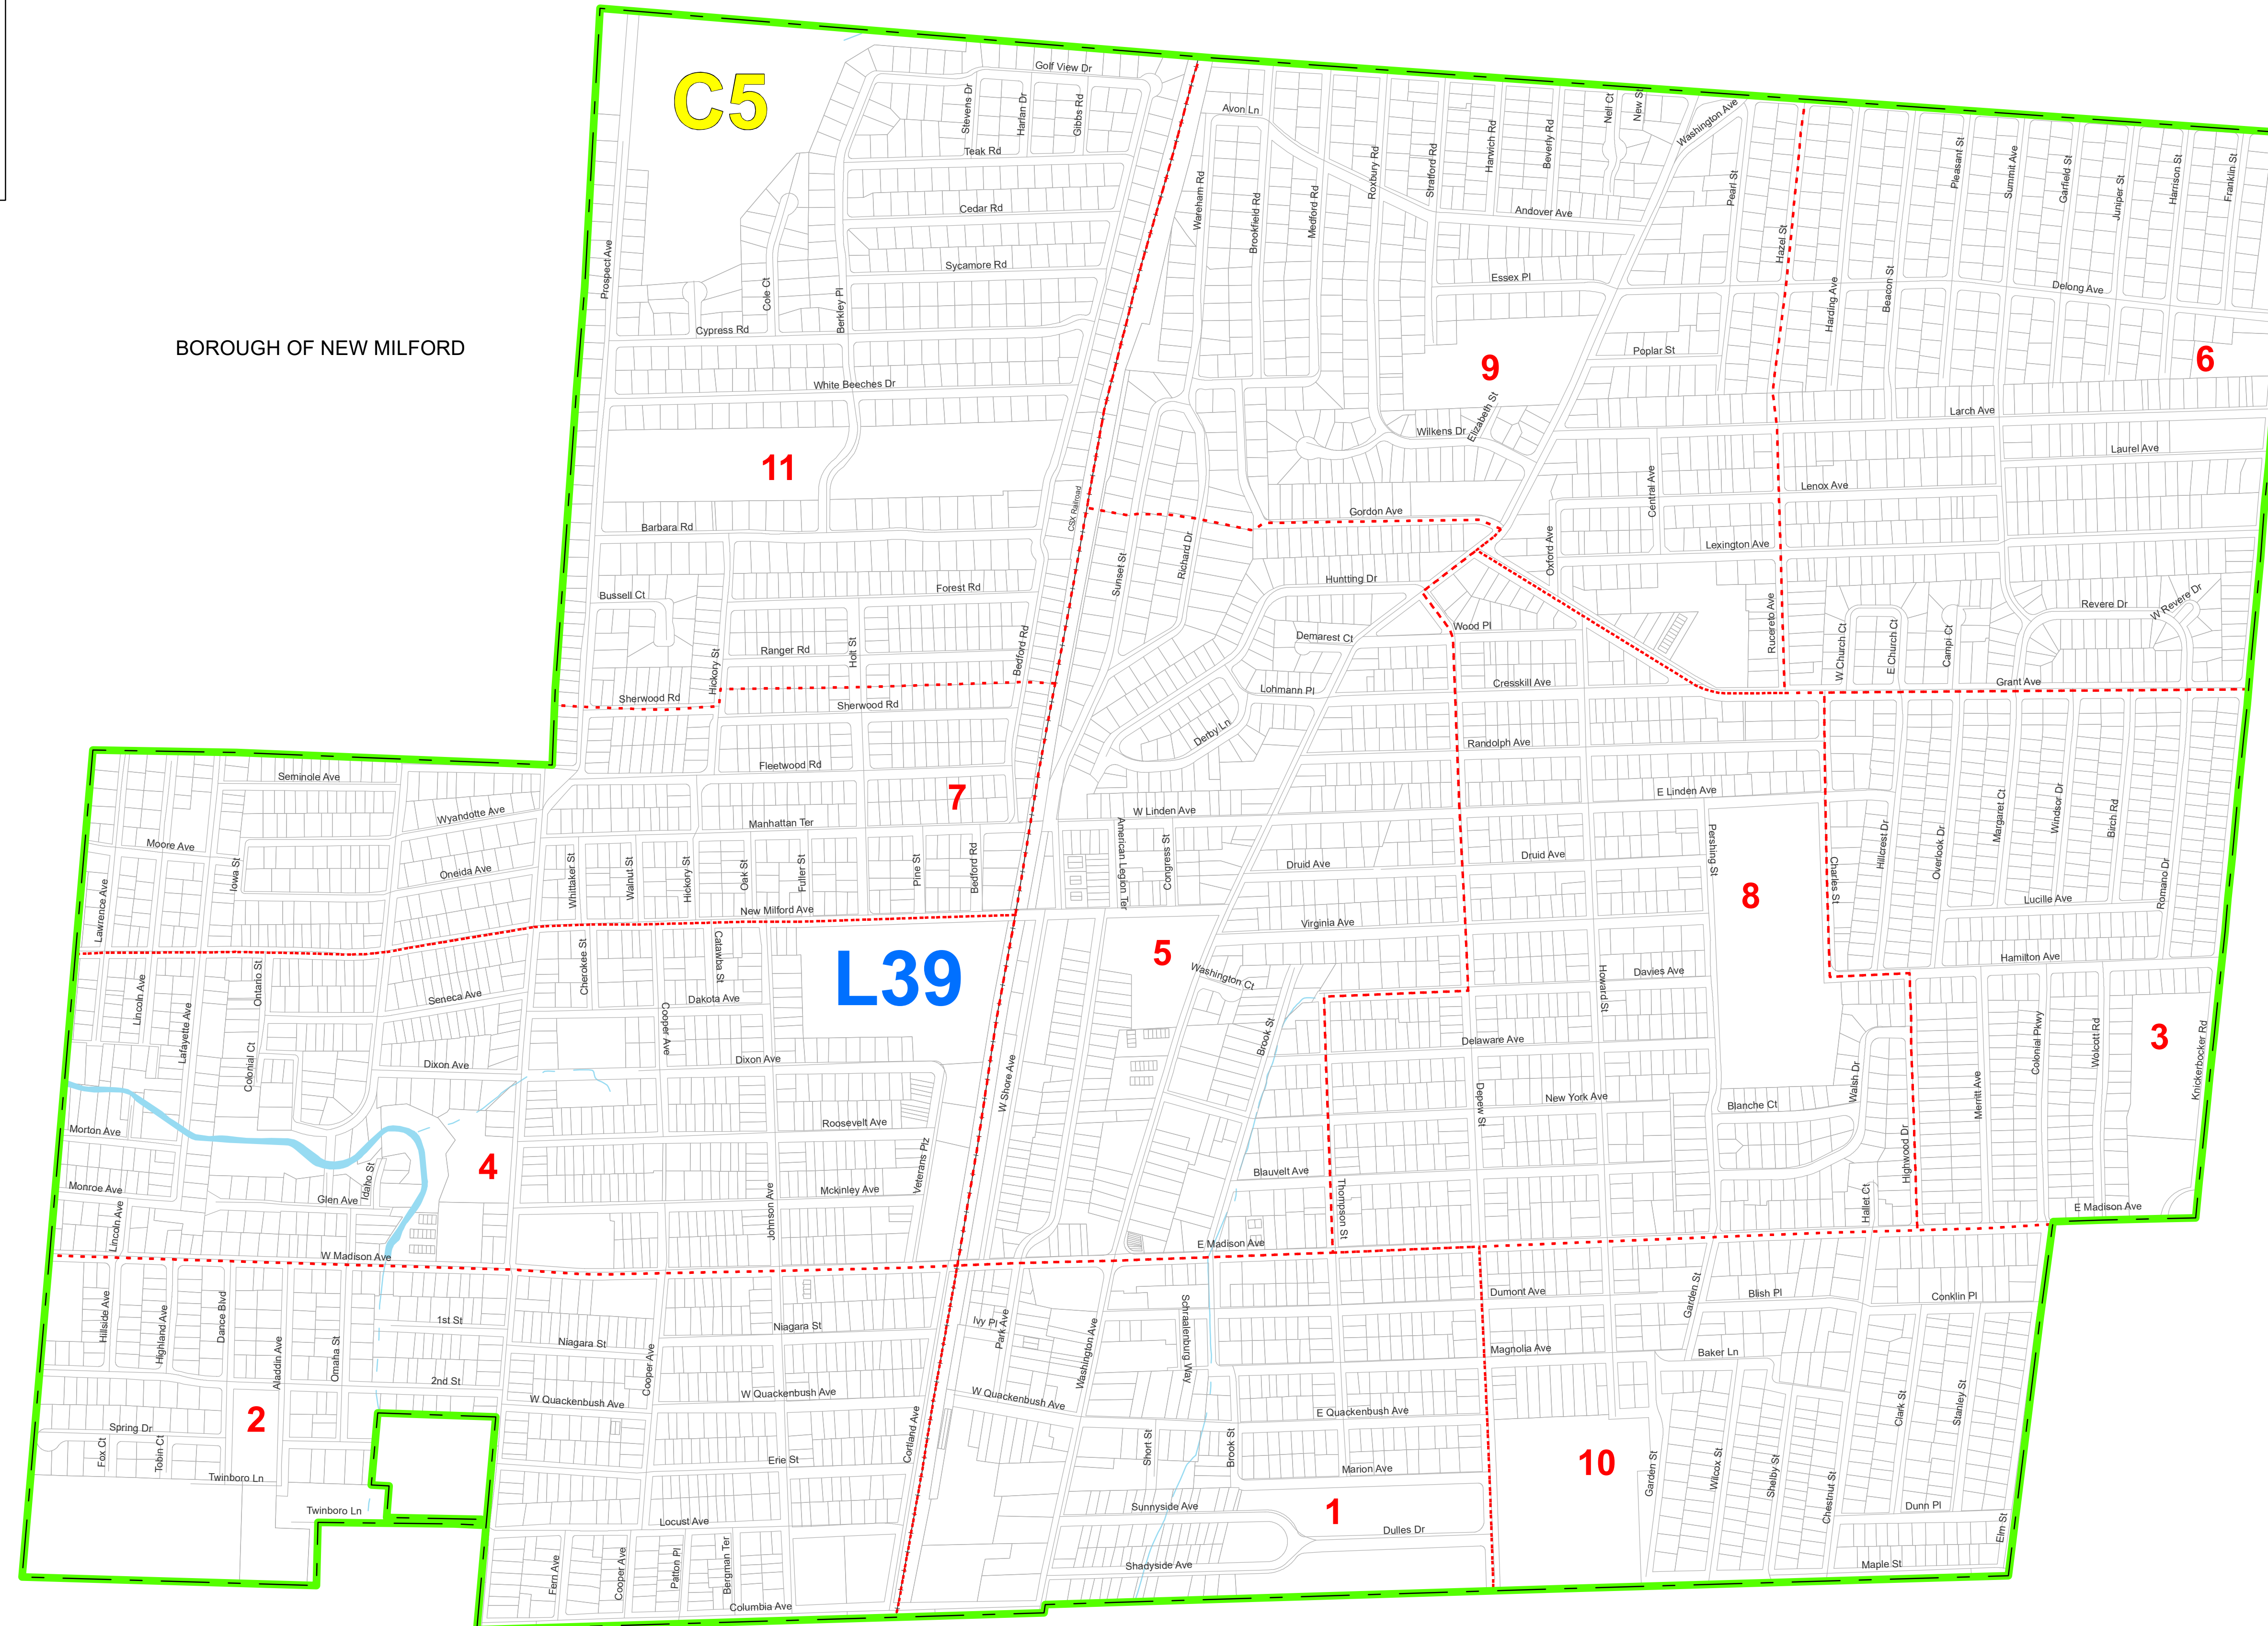 C5
Golf View Dr
Stevens Dr
Harlan Dr
Gibbs Rd
Teak Rd
Cedar Rd
Sycamore Rd
Prospect Ave
Cole Ct
Berkley Pl
Cypress Rd
White Beeches Dr
BOROUGH OF NEW MILFORD
11
Barbara Rd
CSX Railroad
Bussell Ct
Forest Rd
Ranger Rd
Holt St
Hickory St
Bedford Rd
Sherwood Rd
Sherwood Rd
Avon Ln
Wareham Rd
Brookfield Rd
Medford Rd
Roxbury Rd
Stratford Rd
Harwich Rd
Beverly Rd
Nell Ct
New St
Washington Ave
Pearl St
Hazel St
Andover Ave
Essex Pl
Poplar St
9
Elizabeth St
Wilkens Dr
Gordon Ave
Central Ave
Oxford Ave
Lexington Ave
Rucereto Ave
Pleasant St
Summit Ave
Garfield St
Juniper St
Harrison St
Franklin St
Harding Ave
Beacon St
Delong Ave
6
Larch Ave
Laurel Ave
Lenox Ave
Revere Dr
W Revere Dr
W Church Ct
E Church Ct
Campi Ct
Grant Ave
Sunset St
Richard Dr
Huntting Dr
Demarest Ct
Wood Pl
Lohmann Pl
Cresskill Ave
Derby Ln
Randolph Ave
W Linden Ave
E Linden Ave
American Legion Ter
Congress St
Druid Ave
Druid Ave
Virginia Ave
Pershing St
8
Charles St
Hillcrest Dr
Overlook Dr
Margaret Ct
Windsor Dr
Birch Rd
Romano Dr
Lucille Ave
Hamilton Ave
Seminole Ave
Wyandotte Ave
Moore Ave
Iowa St
Oneida Ave
Lawrence Ave
Fleetwood Rd
7
Manhattan Ter
Whittaker St
Walnut St
Hickory St
Oak St
Fuller St
Pine St
Bedford Rd
New Milford Ave
L39
5
Washington Ct
Brook St
Howard St
Davies Ave
Delaware Ave
Depew St
New York Ave
Blanche Ct
Walsh Dr
Highwood Dr
Hallet Ct
Merritt Ave
Colonial Pkwy
Wolcott Rd
3
Knickerbocker Rd
E Madison Ave
Lincoln Ave
Lafayette Ave
Ontario St
Colonial Ct
Seneca Ave
Cherokee St
Catawba St
Cooper Ave
Dakota Ave
Dixon Ave
Dixon Ave
W Shore Ave
Roosevelt Ave
Morton Ave
Monroe Ave
Idaho St
Glen Ave
4
Lincoln Ave
Mckinley Ave
Veterans Plz
Johnson Ave
Blauvelt Ave
Thompson St
W Madison Ave
E Madison Ave
Hillside Ave
Highland Ave
Dance Blvd
Aladdin Ave
Omaha St
1st St
2nd St
Niagara St
Niagara St
Cooper Ave
W Quackenbush Ave
W Quackenbush Ave
2
Spring Dr
Fox Ct
Tobin Ct
Twinboro Ln
Twinboro Ln
Erie St
Cortland Ave
Locust Ave
Fern Ave
Cooper Ave
Patton Pl
Bergman Ter
Columbia Ave
Ivy Pl
Park Ave
Washington Ave
Schraalenburg Way
W Quackenbush Ave
E Quackenbush Ave
Short St
Brook St
Marion Ave
Sunnyside Ave
1
Dulles Dr
Shadyside Ave
Dumont Ave
Magnolia Ave
Garden St
Blish Pl
Conklin Pl
Baker Ln
10
Garden St
Wilcox St
Shelby St
Chestnut St
Clark St
Stanley St
Dunn Pl
Elm St
Maple St